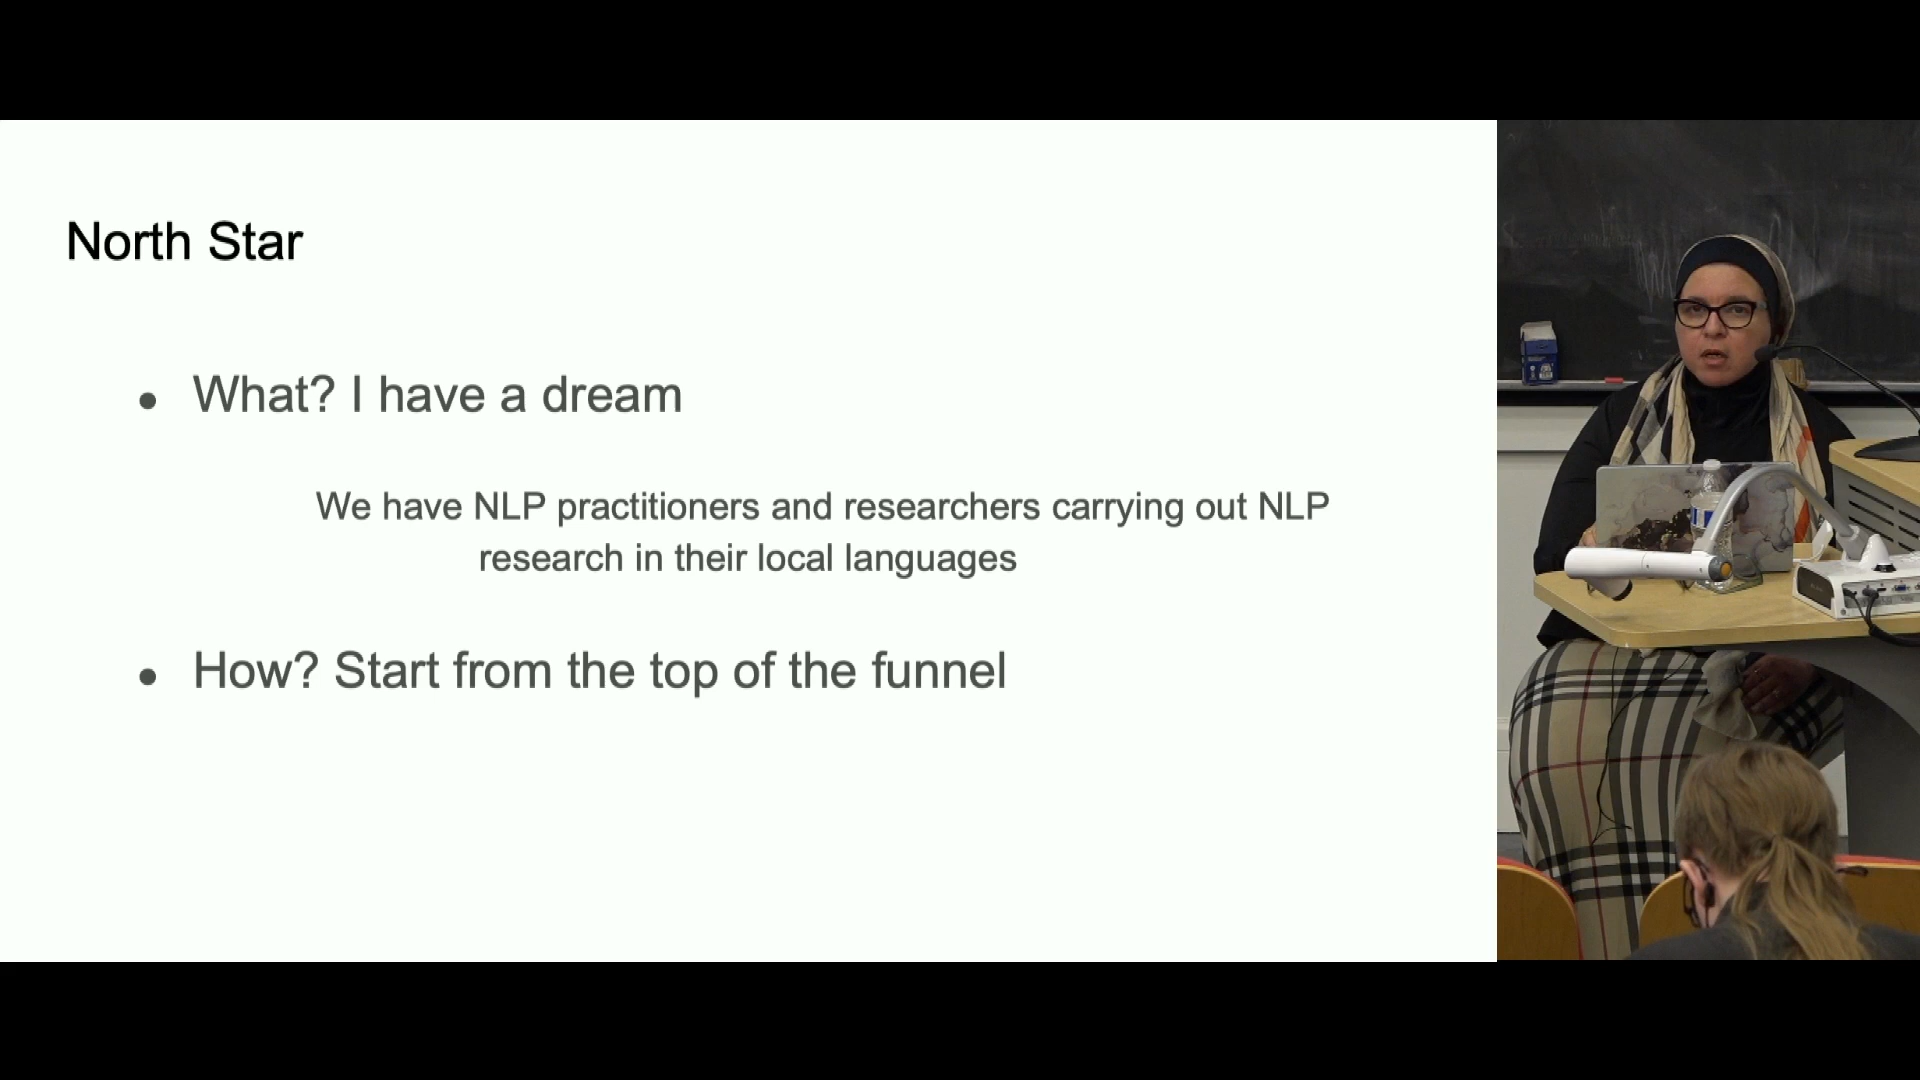 North Star
● What? I have a dream
We have NLP practitioners and researchers carrying out NLP
research in their local languages
● How? Start from the top of the funnel